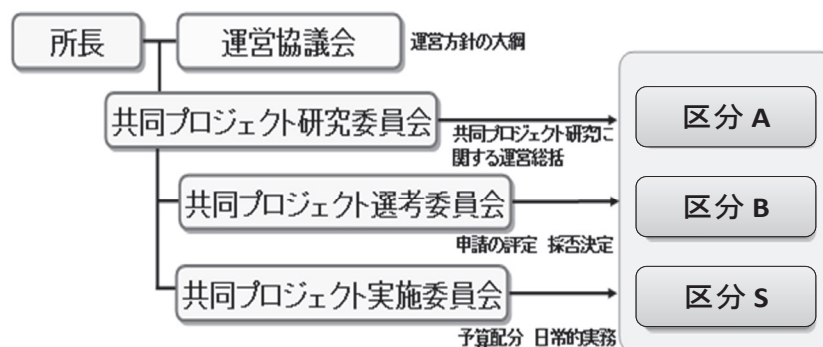 所長
運営協議会
運営方針の大綱
共同プロジェクト研究委員会
共同プロジェクト研究に
関する運営総括
区分 A
共同プロジェクト選考委員会
申請の評定 採否決定
区分 B
共同プロジェクト実施委員会
予算配分 日常的実務
区分 S